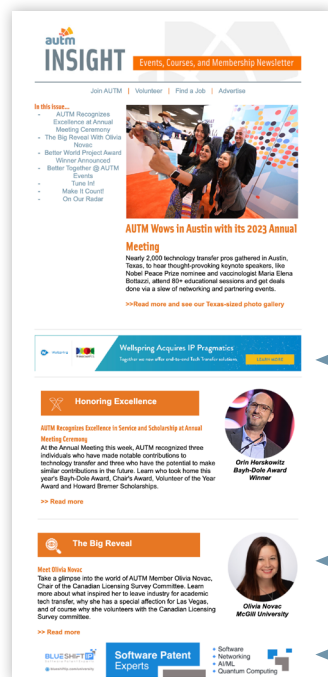 autm
INSIGHT
Events, Courses, and Membership Newsletter
Join AUTM | Volunteer | Find a Job | Advertise
In this issue...
- AUTM Recognizes
Excellence at Annual
Meeting Ceremony
- The Big Reveal With Olivia
Novac
- Better World Project Award
Winner Announced
- Better Together @ AUTM
Events
- Tune In!
- Make It Count!
- On Our Radar
AUTM Wows in Austin with its 2023 Annual
Meeting
Nearly 2,000 technology transfer pros gathered in Austin,
Texas, to hear thought-provoking keynote speakers, like
Nobel Peace Prize nominee and vaccinologist Maria Elena
Bottazzi, attend 80+ educational sessions and get deals
done via a slew of networking and partnering events.
>>Read more and see our Texas-sized photo gallery
Wellspring
Wellspring Acquires IP Pragmatics
Together we now offer end-to-end Tech Transfer solutions.
LEARN MORE
Honoring Excellence
AUTM Recognizes Excellence in Service and Scholarship at Annual
Meeting Ceremony
At the Annual Meeting this week, AUTM recognized three
individuals who have made notable contributions to
technology transfer and three who have the potential to make
similar contributions in the future. Learn who took home this
year's Bayh-Dole Award, Chair's Award, Volunteer of the Year
Award and Howard Bremer Scholarships.
>> Read more
Orin Herskowitz
Bayh-Dole Award
Winner
The Big Reveal
Meet Olivia Novac
Take a glimpse into the world of AUTM Member Olivia Novac,
Chair of the Canadian Licensing Survey Committee. Learn
more about what inspired her to leave industry for academic
tech transfer, why she has a special affection for Las Vegas,
and of course why she volunteers with the Canadian Licensing
Survey committee.
>> Read more
Olivia Novac
McGill University
BLUESHIFT IP
Software Patent
Experts
• Software
• Networking
• AI/ML
• Quantum Computing